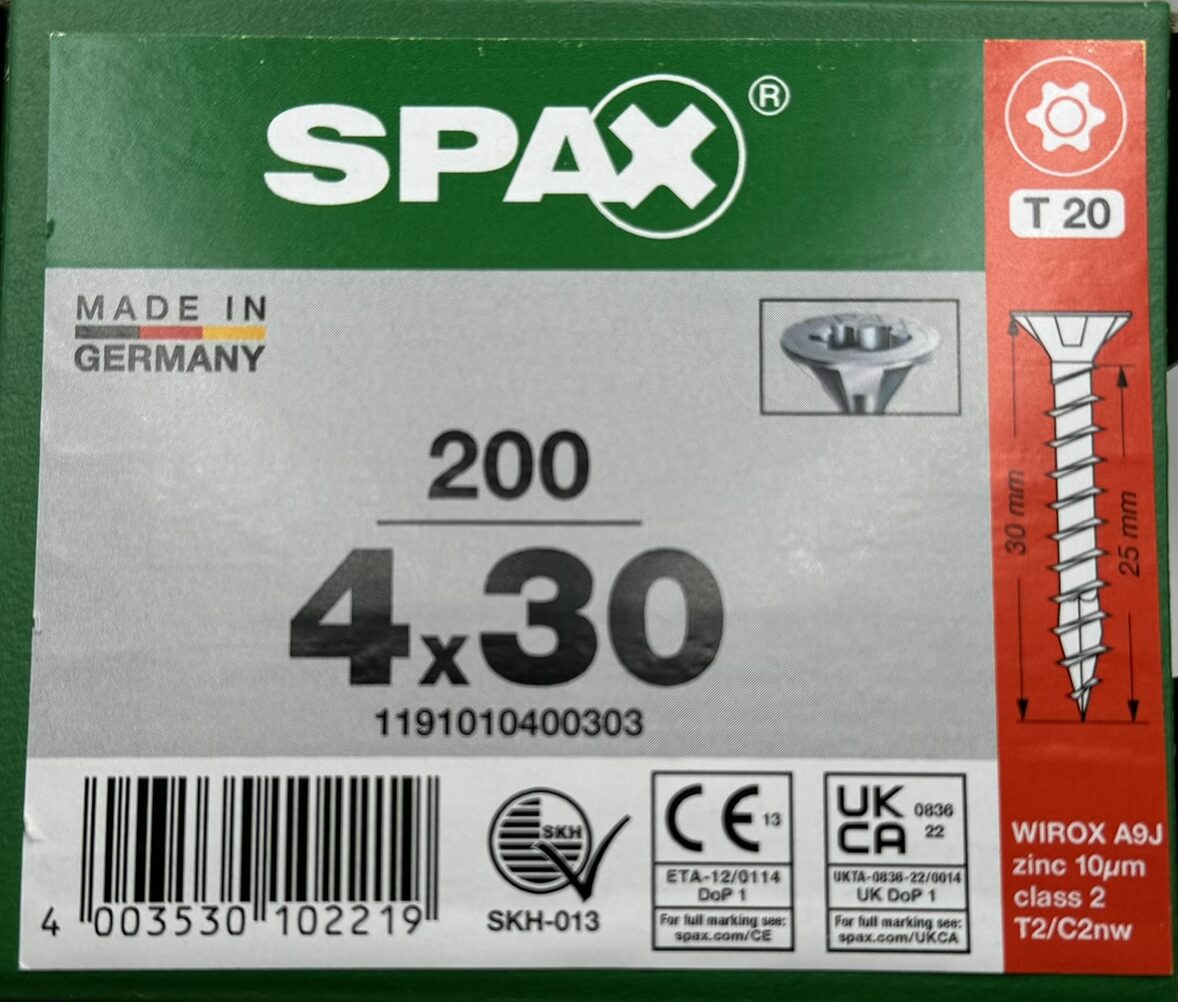 SPAX®
T 20
MADE IN
GERMANY
200
4x30
1191010400303
30 mm
25 mm
4 003530 102219
SKH
SKH-013
CE 13
ETA-12/0114
DoP 1
For full marking see:
spax.com/CE
UK
CA
0836
22
UKTA-0836-22/0014
UK DoP 1
For full marking see:
spax.com/UKCA
WIROX A9J
zinc 10µm
class 2
T2/C2nw